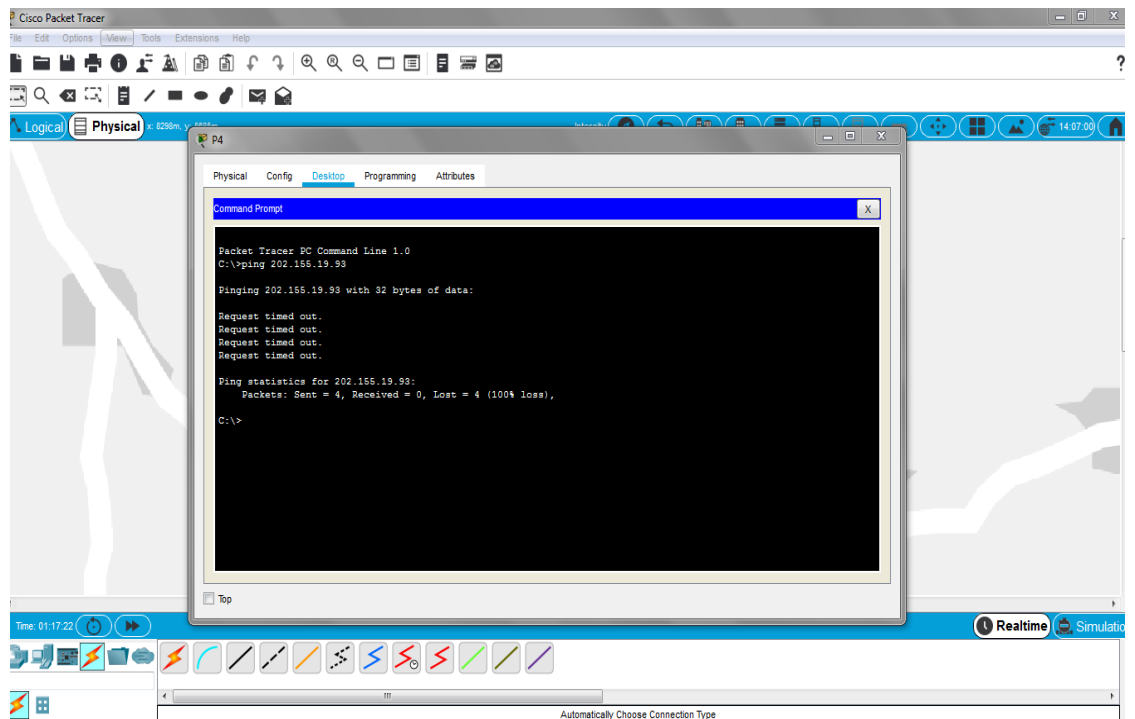 Cisco Packet Tracer
File Edit Options View Tools Extensions Help
?
Logical Physical x: 8298m, y:
14:07:00
P4
Physical Config Desktop Programming Attributes
Command Prompt X
Packet Tracer PC Command Line 1.0
C:\>ping 202.155.19.93
Pinging 202.155.19.93 with 32 bytes of data:
Request timed out.
Request timed out.
Request timed out.
Request timed out.
Ping statistics for 202.155.19.93:
Packets: Sent = 4, Received = 0, Lost = 4 (100% loss),
C:\>
Top
Time: 01:17:22
Realtime Simulatio
Automatically Choose Connection Type